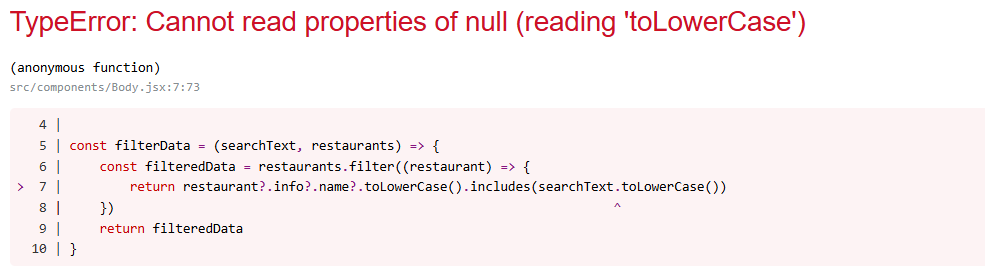 TypeError: Cannot read properties of null (reading 'toLowerCase')
(anonymous function)
src/components/Body.jsx:7:73
4 |
5 | const filterData = (searchText, restaurants) => {
6 |     const filteredData = restaurants.filter((restaurant) => {
> 7 |         return restaurant?.info?.name?.toLowerCase().includes(searchText.toLowerCase())
8 |     })                                                                 ^
9 |     return filteredData
10 | }